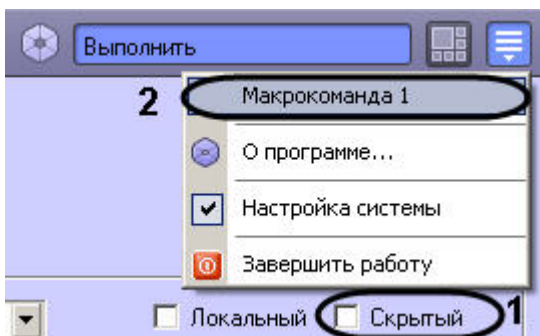 Выполнить
2 Макрокоманда 1
О программе...
Настройка системы
Завершить работу
Локальный Скрытый 1